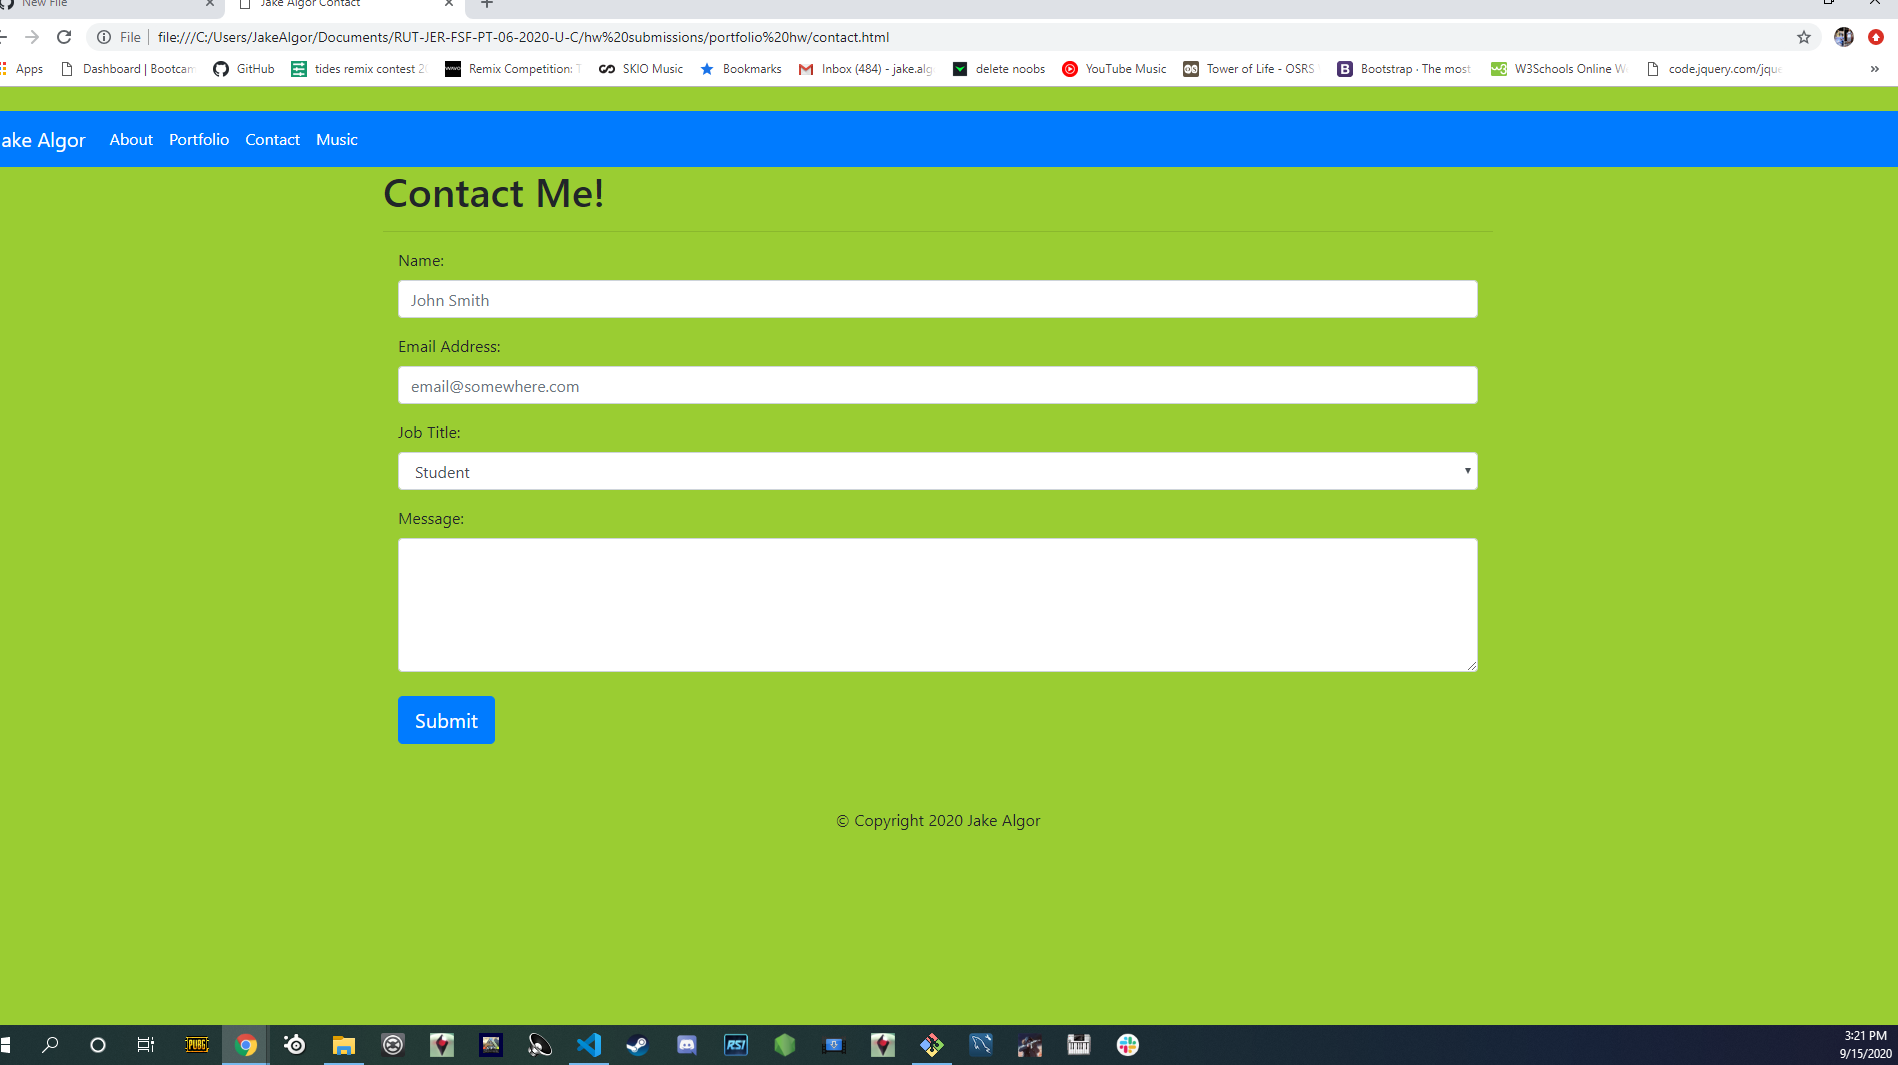 New File
Jake Algor Contact
File
file:///C:/Users/JakeAlgor/Documents/RUT-JER-FSF-PT-06-2020-U-C/hw%20submissions/portfolio%20hw/contact.html
Apps Dashboard | Bootcam GitHub tides remix contest 2 Remix Competition: T SKIO Music Bookmarks Inbox (484) - jake.alg delete noobs YouTube Music Tower of Life - OSRS Bootstrap · The most W3Schools Online W code.jquery.com/jque »
ake Algor About Portfolio Contact Music
Contact Me!
Name:
John Smith
Email Address:
email@somewhere.com
Job Title:
Student
Message:
Submit
© Copyright 2020 Jake Algor
PUBG
RSI
3:21 PM
9/15/2020